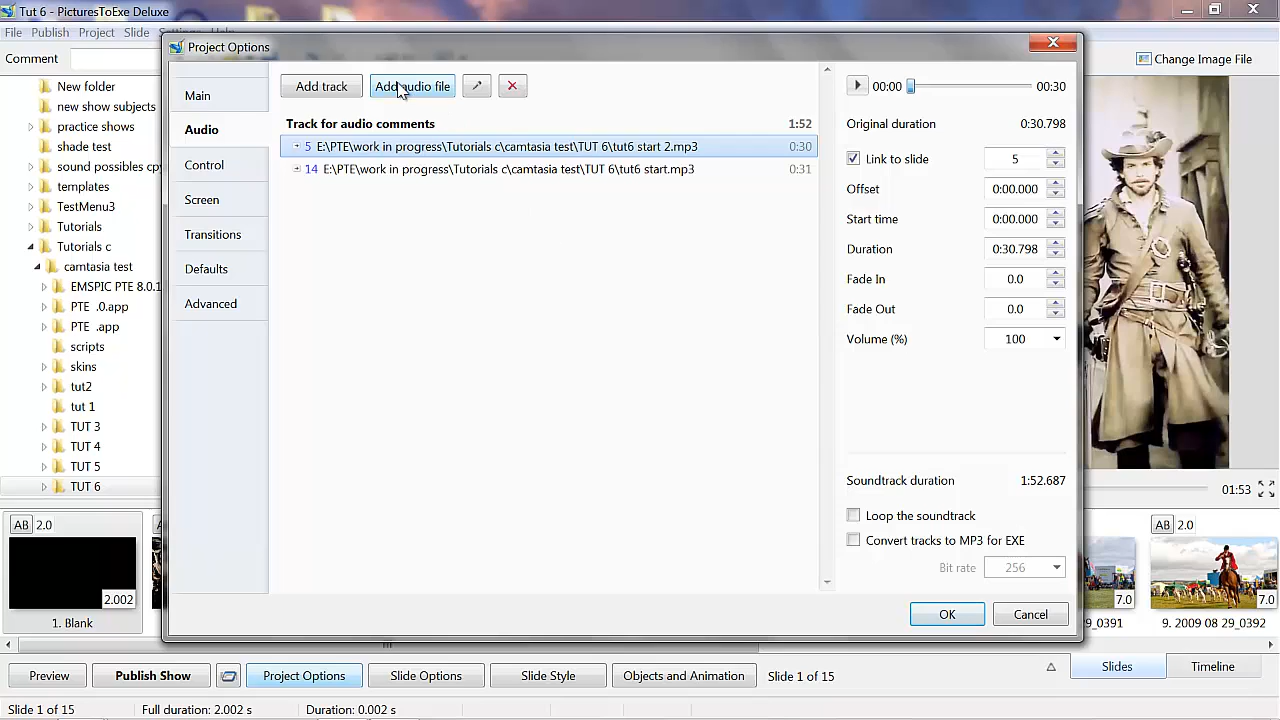 Tut 6 - PicturesToExe Deluxe
File Publish Project Slide Settings Help
Comment
Project Options
Change Image File
New folder
new show subjects
practice shows
shade test
sound possibles cp
templates
TestMenu3
Tutorials
Tutorials c
camtasia test
EMSPIC PTE 8.0.1
PTE .0.app
PTE .app
scripts
skins
tut2
tut 1
TUT 3
TUT 4
TUT 5
TUT 6
Main
Audio
Control
Screen
Transitions
Defaults
Advanced
Add track Add audio file
Track for audio comments 1:52
5 E:\PTE\work in progress\Tutorials c\camtasia test\TUT 6\tut6 start 2.mp3 0:30
14 E:\PTE\work in progress\Tutorials c\camtasia test\TUT 6\tut6 start.mp3 0:31
00:00 00:30
Original duration 0:30.798
Link to slide 5
Offset 0:00.000
Start time 0:00.000
Duration 0:30.798
Fade In 0.0
Fade Out 0.0
Volume (%) 100
Soundtrack duration 1:52.687
Loop the soundtrack
Convert tracks to MP3 for EXE
Bit rate 256
OK Cancel
01:53
AB 2.0
2.002
1. Blank
7.0
_0391
AB 2.0
7.0
9. 2009 08 29_0392
Preview Publish Show Project Options Slide Options Slide Style Objects and Animation Slide 1 of 15
Slides Timeline
Slide 1 of 15 Full duration: 2.002 s Duration: 0.002 s